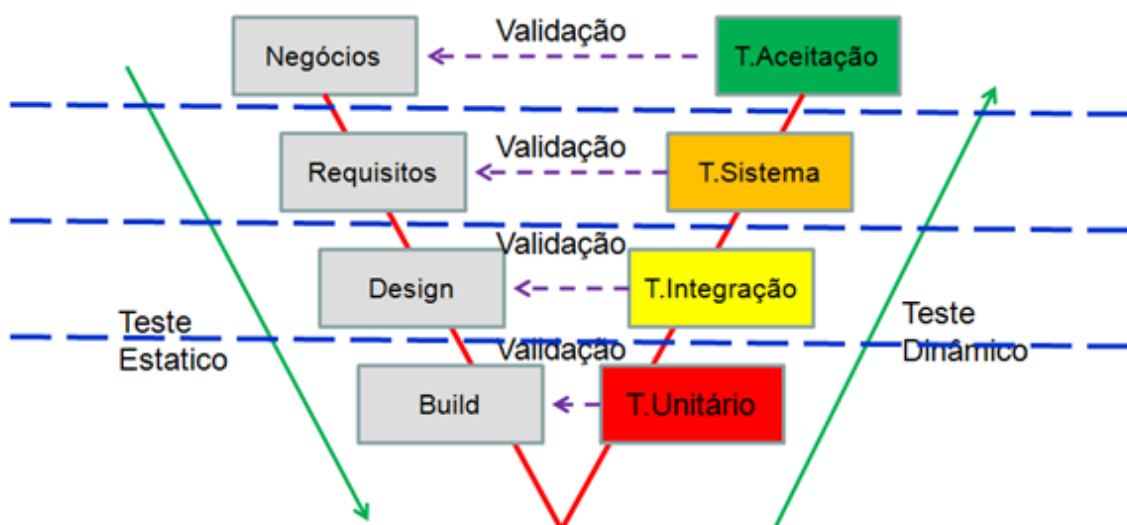 Validação
Negócios
T.Aceitação
Validação
Requisitos
T.Sistema
Validação
Design
T.Integração
Teste
Estatico
Teste
Dinâmico
Validação
Build
T.Unitário